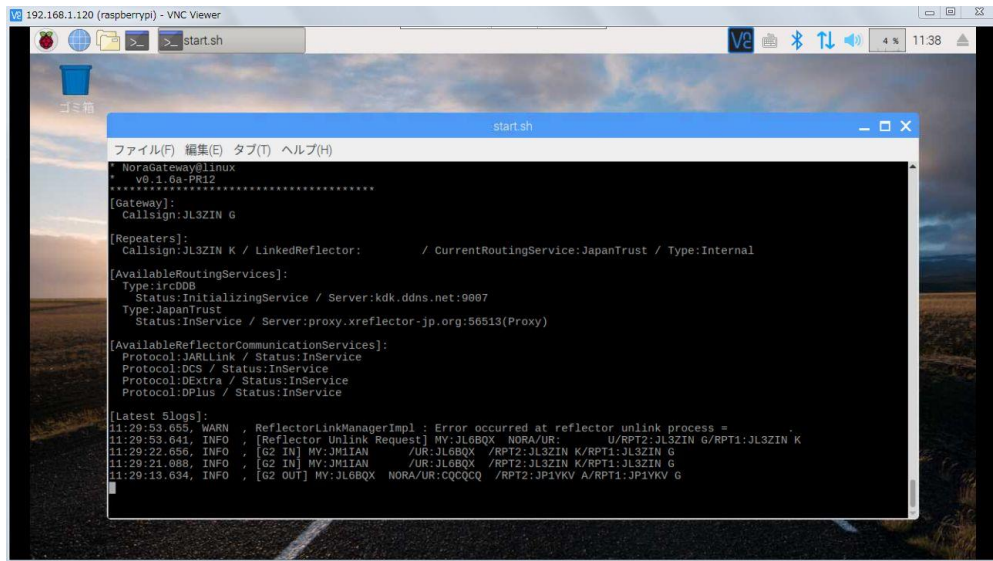 192.168.1.120 (raspberrypi) - VNC Viewer
start.sh
4 % 11:38
ゴミ箱
start.sh
ファイル(F) 編集(E) タブ(T) ヘルプ(H)
* NoraGateway@linux
* v0.1.6a-PR12
****************************************
[Gateway]:
Callsign:JL3ZIN G
[Repeaters]:
Callsign:JL3ZIN K / LinkedReflector: / CurrentRoutingService:JapanTrust / Type:Internal
[AvailableRoutingServices]:
Type:ircDDB
Status:InitializingService / Server:kdk.ddns.net:9007
Type:JapanTrust
Status:InService / Server:proxy.xreflector-jp.org:56513(Proxy)
[AvailableReflectorCommunicationServices]:
Protocol:JARLLink / Status:InService
Protocol:DCS / Status:InService
Protocol:DExtra / Status:InService
Protocol:DPlus / Status:InService
[Latest 5logs]:
11:29:53.655, WARN , ReflectorLinkManagerImpl : Error occurred at reflector unlink process = .
11:29:53.641, INFO , [Reflector Unlink Request] MY:JL6BQX NORA/UR: U/RPT2:JL3ZIN G/RPT1:JL3ZIN K
11:29:22.656, INFO , [G2 IN] MY:JM1IAN /UR:JL6BQX /RPT2:JL3ZIN K/RPT1:JL3ZIN G
11:29:21.088, INFO , [G2 IN] MY:JM1IAN /UR:JL6BQX /RPT2:JL3ZIN K/RPT1:JL3ZIN G
11:29:13.634, INFO , [G2 OUT] MY:JL6BQX NORA/UR:CQCQCQ /RPT2:JP1YKV A/RPT1:JP1YKV G